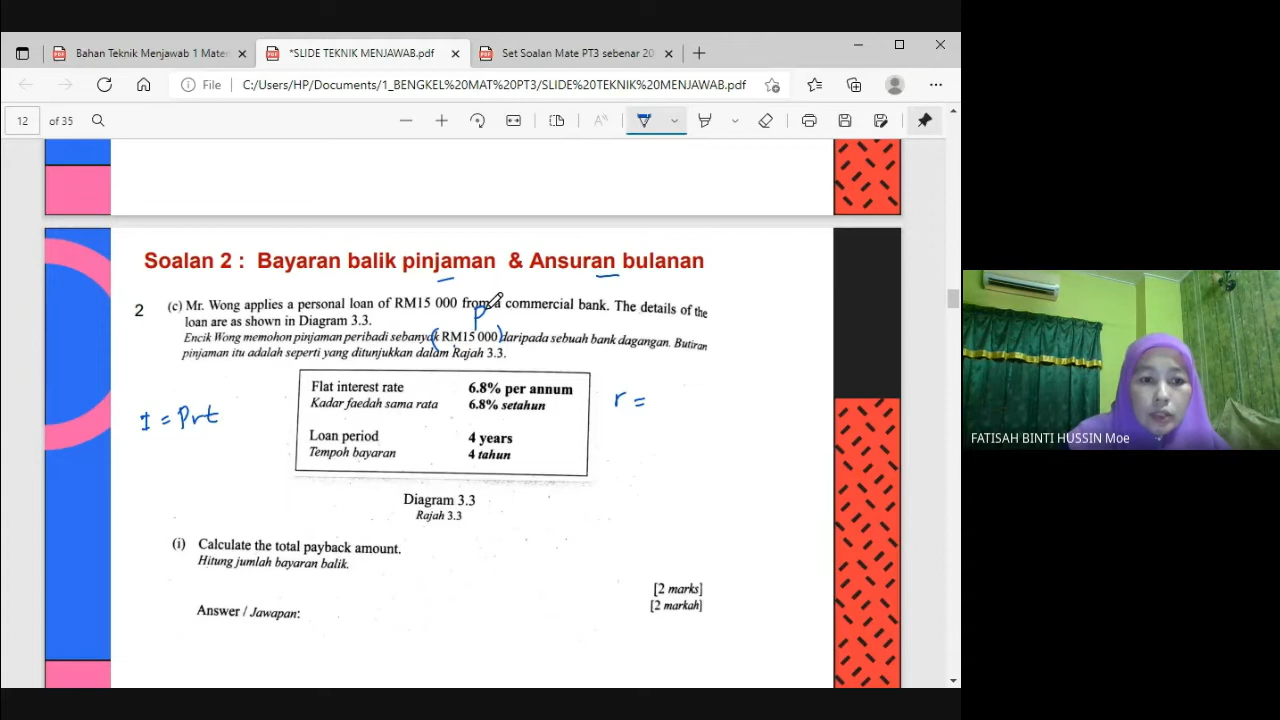 Bahan Teknik Menjawab 1 Mate
*SLIDE TEKNIK MENJAWAB.pdf
Set Soalan Mate PT3 sebenar 20
File
C:/Users/HP/Documents/1_BENGKEL%20MAT%20PT3/SLIDE%20TEKNIK%20MENJAWAB.pdf
12 of 35
Soalan 2 : Bayaran balik pinjaman & Ansuran bulanan
2 (c) Mr. Wong applies a personal loan of RM15 000 from a commercial bank. The details of the
loan are as shown in Diagram 3.3.
P
Encik Wong memohon pinjaman peribadi sebanyak (RM15 000) daripada sebuah bank dagangan. Butiran
pinjaman itu adalah seperti yang ditunjukkan dalam Rajah 3.3.
Flat interest rate 6.8% per annum
Kadar faedah sama rata 6.8% setahun
r =
I = Prt
Loan period 4 years
Tempoh bayaran 4 tahun
Diagram 3.3
Rajah 3.3
(i) Calculate the total payback amount.
Hitung jumlah bayaran balik.
[2 marks]
[2 markah]
Answer / Jawapan:
FATISAH BINTI HUSSIN Moe